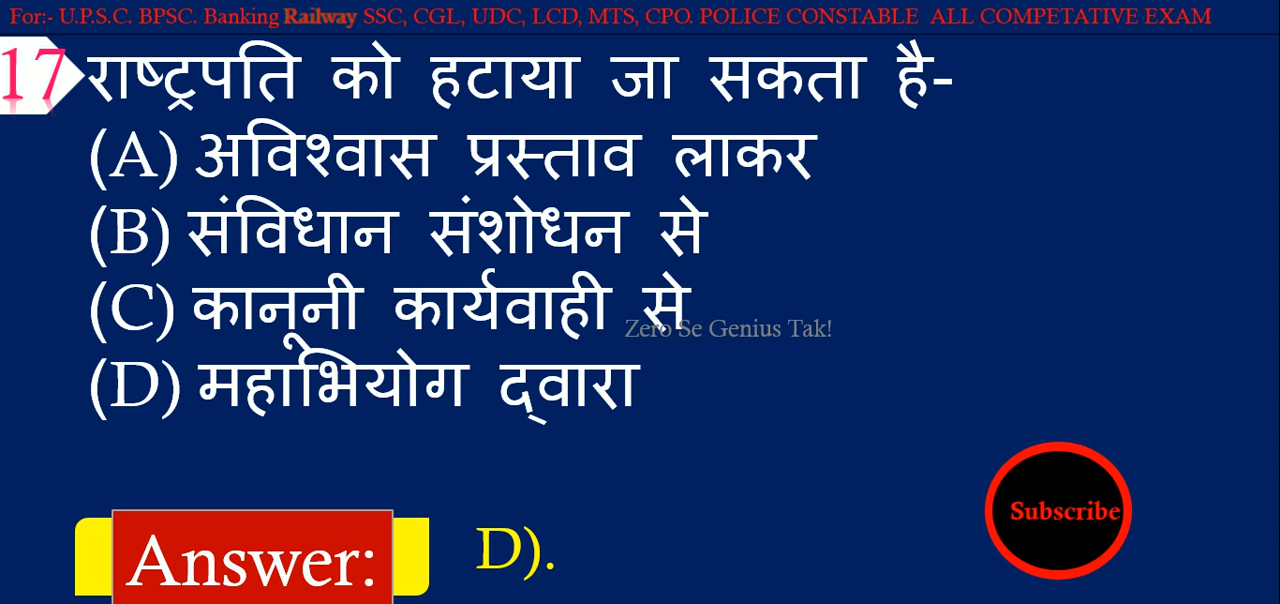 For:- U.P.S.C. BPSC. Banking Railway SSC, CGL, UDC, LCD, MTS, CPO. POLICE CONSTABLE ALL COMPETATIVE EXAM
17 राष्ट्रपति को हटाया जा सकता है-
(A) अविश्वास प्रस्ताव लाकर
(B) संविधान संशोधन से
(C) कानूनी कार्यवाही से
Zero Se Genius Tak!
(D) महाभियोग द्वारा
Subscribe
Answer: D).